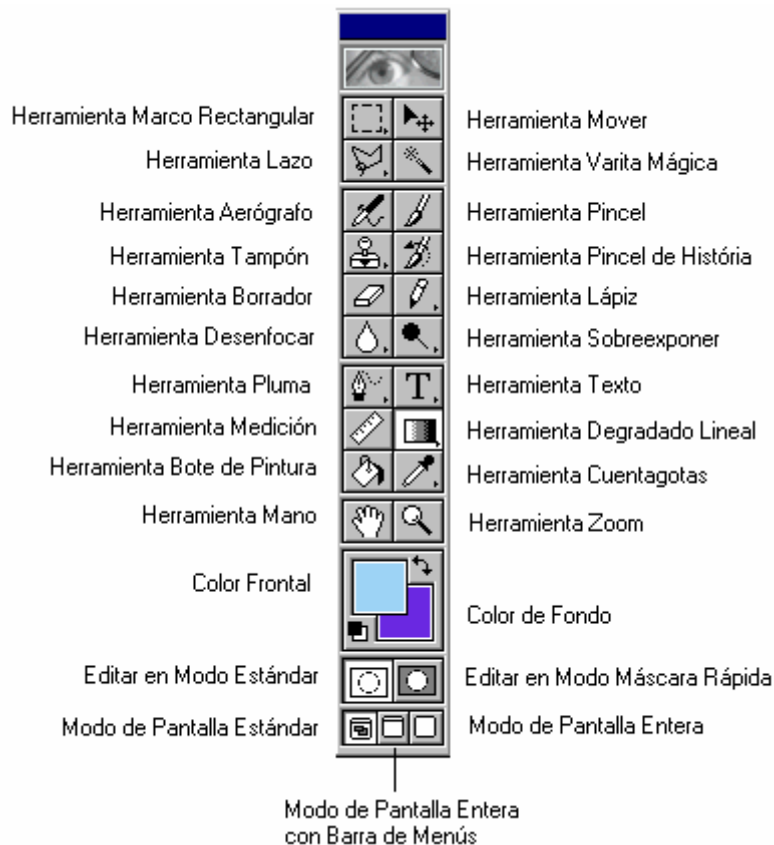 Herramienta Marco Rectangular
Herramienta Mover
Herramienta Lazo
Herramienta Varita Mágica
Herramienta Aerógrafo
Herramienta Pincel
Herramienta Tampón
Herramienta Pincel de História
Herramienta Borrador
Herramienta Lápiz
Herramienta Desenfocar
Herramienta Sobreexponer
Herramienta Pluma
T
Herramienta Texto
Herramienta Medición
Herramienta Degradado Lineal
Herramienta Bote de Pintura
Herramienta Cuentagotas
Herramienta Mano
Herramienta Zoom
Color Frontal
Color de Fondo
Editar en Modo Estándar
Editar en Modo Máscara Rápida
Modo de Pantalla Estándar
Modo de Pantalla Entera
Modo de Pantalla Entera
con Barra de Menús